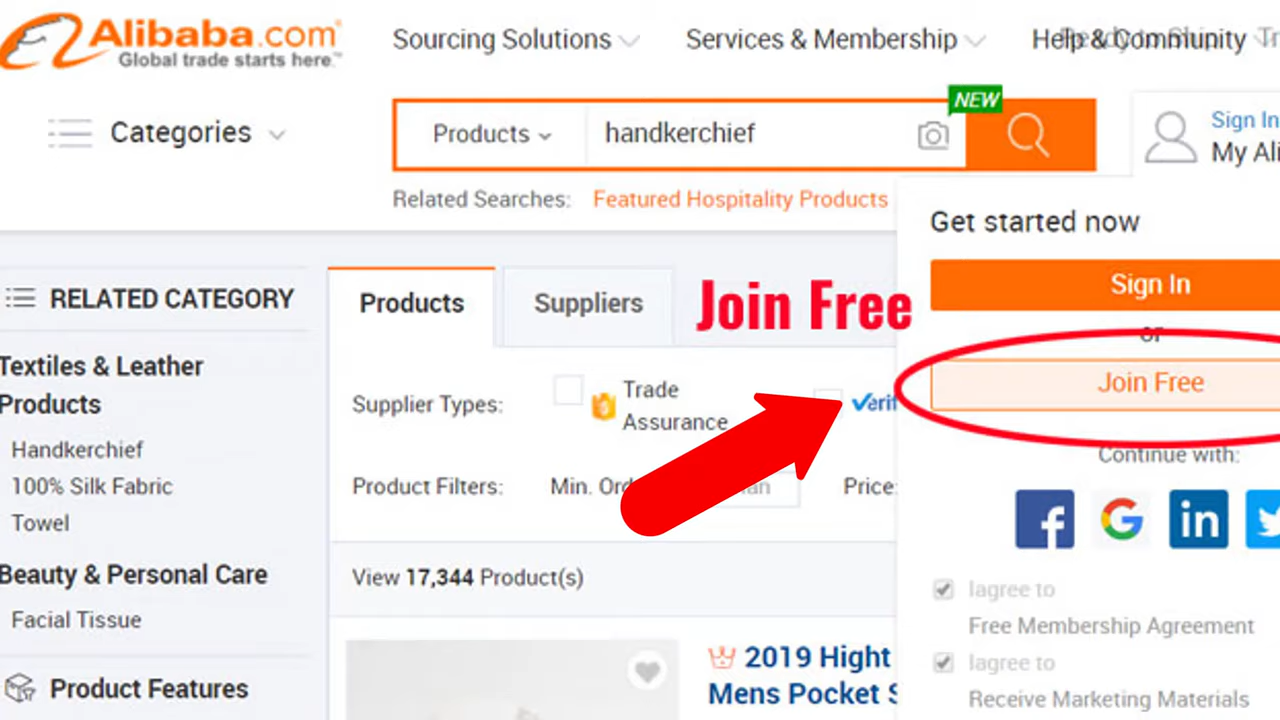 Alibaba.com
Global trade starts here.™
Sourcing Solutions
Services & Membership
Help & Community
Categories
Products
handkerchief
NEW
Sign In
Related Searches: Featured Hospitality Products
Get started now
Sign In
or
Join Free
Continue with:
I agree to
Free Membership Agreement
I agree to
Receive Marketing Materials
RELATED CATEGORY
Textiles & Leather
Products
Handkerchief
100% Silk Fabric
Towel
Beauty & Personal Care
Facial Tissue
Product Features
Products
Suppliers
Join Free
Supplier Types:
Trade
Assurance
Product Filters:
Min.
Price:
View 17,344 Product(s)
2019 Hight
Mens Pocket